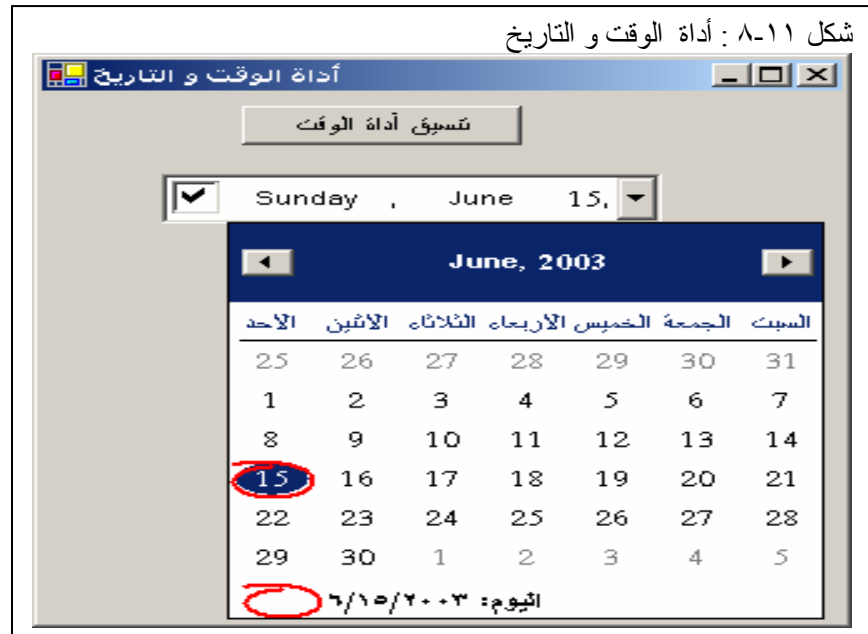 شكل ١١-٨ : أداة الوقت و التاريخ
أداة الوقت و التاريخ
تنسيق أداة الوقت
Sunday , June 15,
June, 2003
الأحد الاثنين الثلاثاء الأربعاء الخميس الجمعة السبت
25 26 27 28 29 30 31
1 2 3 4 5 6 7
8 9 10 11 12 13 14
15 16 17 18 19 20 21
22 23 24 25 26 27 28
29 30 1 2 3 4 5
اليوم: ٦/١٥/٢٠٠٣